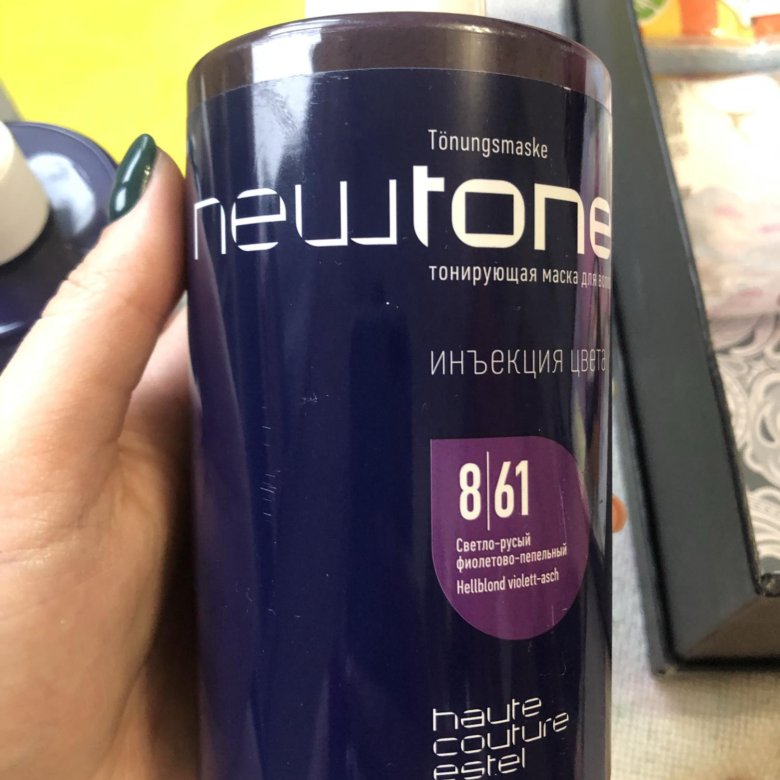 Tönungsmaske
newtone
тонирующая маска для
инъекция цвета
8|61
Светло-русый
фиолетово-пепельный
Hellblond violett-asch
haute
couture
estel